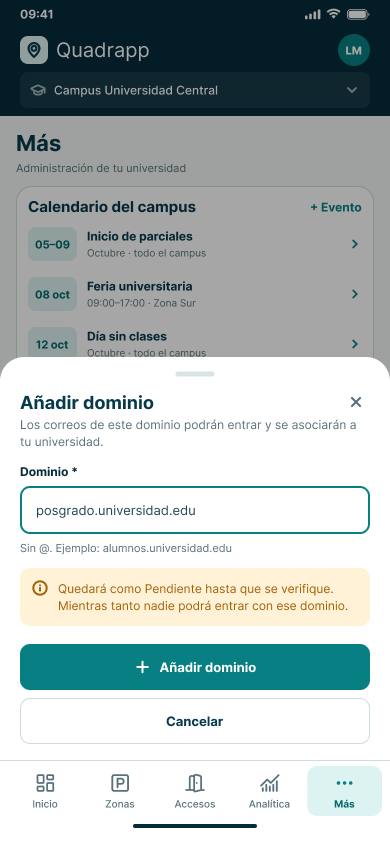 09:41
Quadrapp
LM
Campus Universidad Central
Más
Administración de tu universidad
Calendario del campus
+ Evento
05–09
Inicio de parciales
Octubre · todo el campus
08 oct
Feria universitaria
09:00–17:00 · Zona Sur
12 oct
Día sin clases
Octubre · todo el campus
Añadir dominio
Los correos de este dominio podrán entrar y se asociarán a
tu universidad.
Dominio *
posgrado.universidad.edu
Sin @. Ejemplo: alumnos.universidad.edu
Quedará como Pendiente hasta que se verifique.
Mientras tanto nadie podrá entrar con ese dominio.
Añadir dominio
Cancelar
P
Inicio
Zonas
Accesos
Analítica
Más